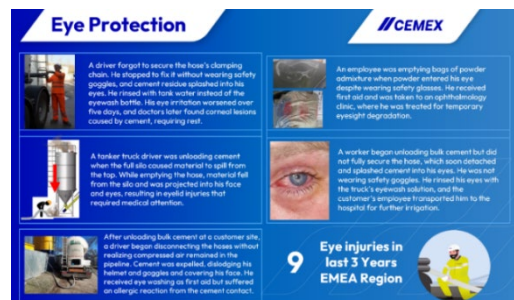 Eye Protection
CEMEX
A driver forgot to secure the hose's clamping
chain. He stopped to fix it without wearing safety
goggles, and cement residue splashed into his
eyes. He rinsed with tank water instead of the
eyewash bottle. His eye irritation worsened over
five days, and doctors later found corneal lesions
caused by cement, requiring rest.
A tanker truck driver was unloading cement
when the full silo caused material to spill from
the top. While emptying the hose, material fell
from the silo and was projected into his face
and eyes, resulting in eyelid injuries that
required medical attention.
After unloading bulk cement at a customer site,
a driver began disconnecting the hoses without
realizing compressed air remained in the
pipeline. Cement was expelled, dislodging his
helmet and goggles and covering his face. He
received eye washing as first aid but suffered
an allergic reaction from the cement contact.
An employee was emptying bags of powder
admixture when powder entered his eye
despite wearing safety glasses. He received
first aid and was taken to an ophthalmology
clinic, where he was treated for temporary
eyesight degradation.
A worker began unloading bulk cement but did
not fully secure the hose, which soon detached
and splashed cement into his eyes. He was not
wearing safety goggles. He rinsed his eyes with
the truck's eyewash solution, and the
customer's employee transported him to the
hospital for further irrigation.
9
Eye injuries in
last 3 Years
EMEA Region